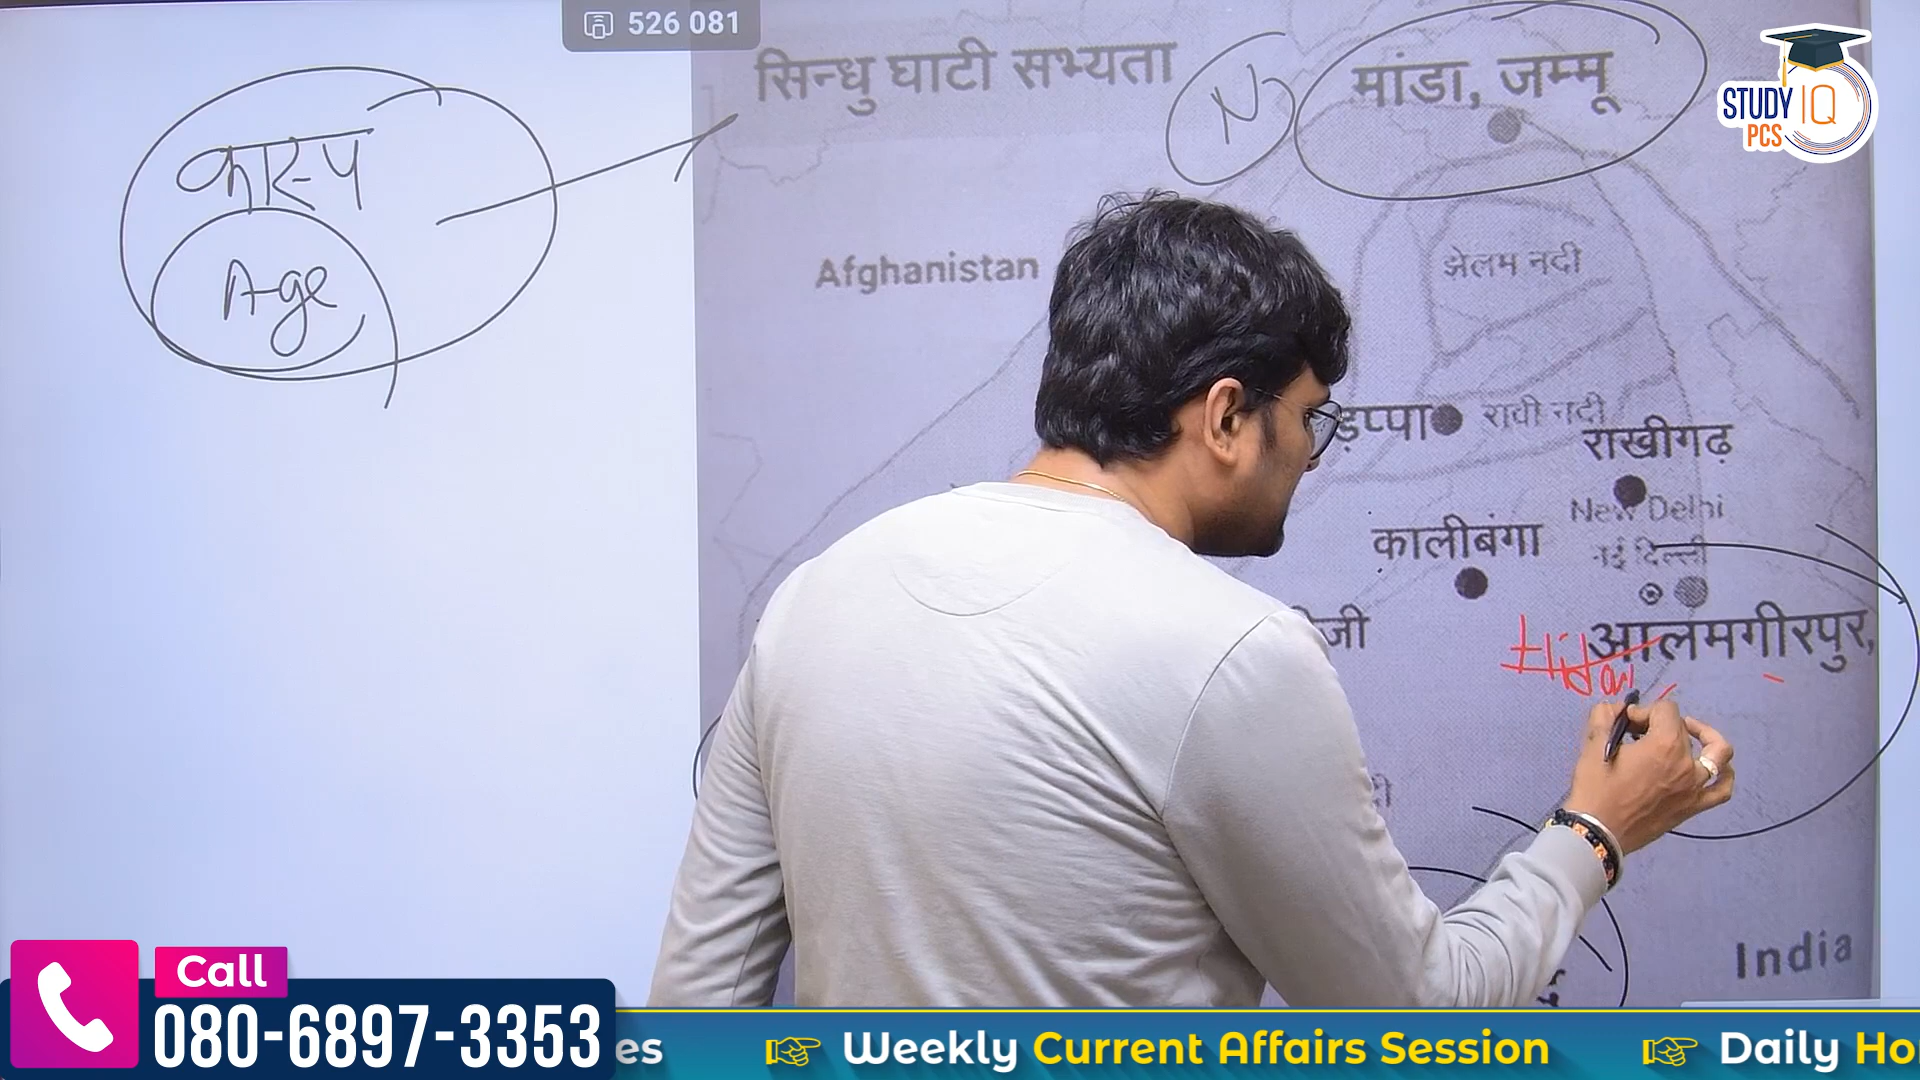 526 081
सिन्धु घाटी सभ्यता
N
मांडा, जम्मू
STUDY IQ
PCS
कास्य
Age
Afghanistan
झेलम नदी
ड़प्पा
रावी नदी
राखीगढ़
New Delhi
नई दिल्ली
कालीबंगा
जी
आलमगीरपुर,
India
Call
080-6897-3353
es Weekly Current Affairs Session Daily Ho